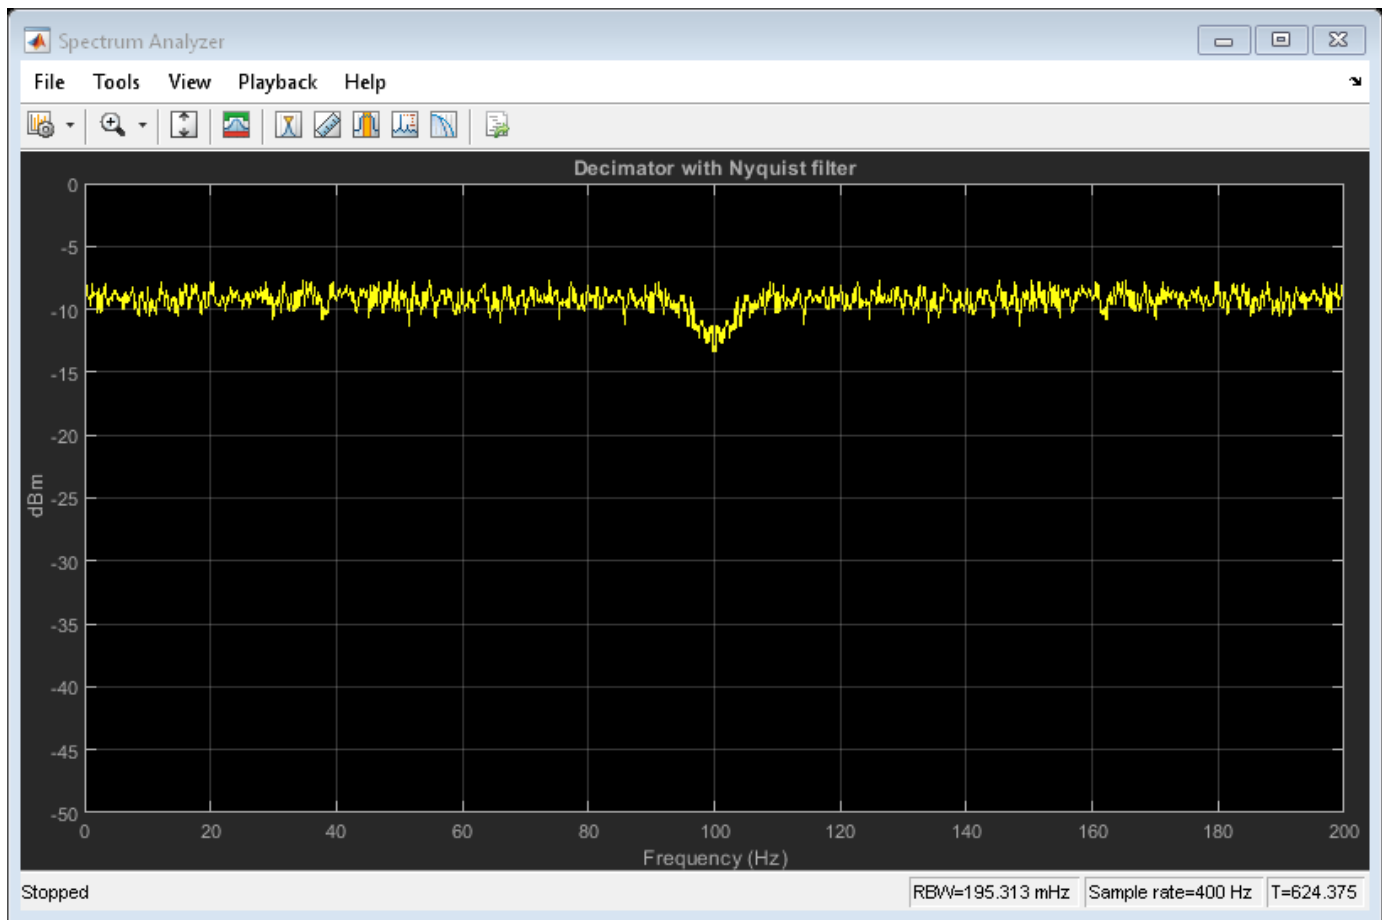 Spectrum Analyzer
File Tools View Playback Help
Decimator with Nyquist filter
0
-5
-10
-15
-20
-25
-30
-35
-40
-45
-50
dBm
0 20 40 60 80 100 120 140 160 180 200
Frequency (Hz)
Stopped RBW=195.313 mHz Sample rate=400 Hz T=624.375